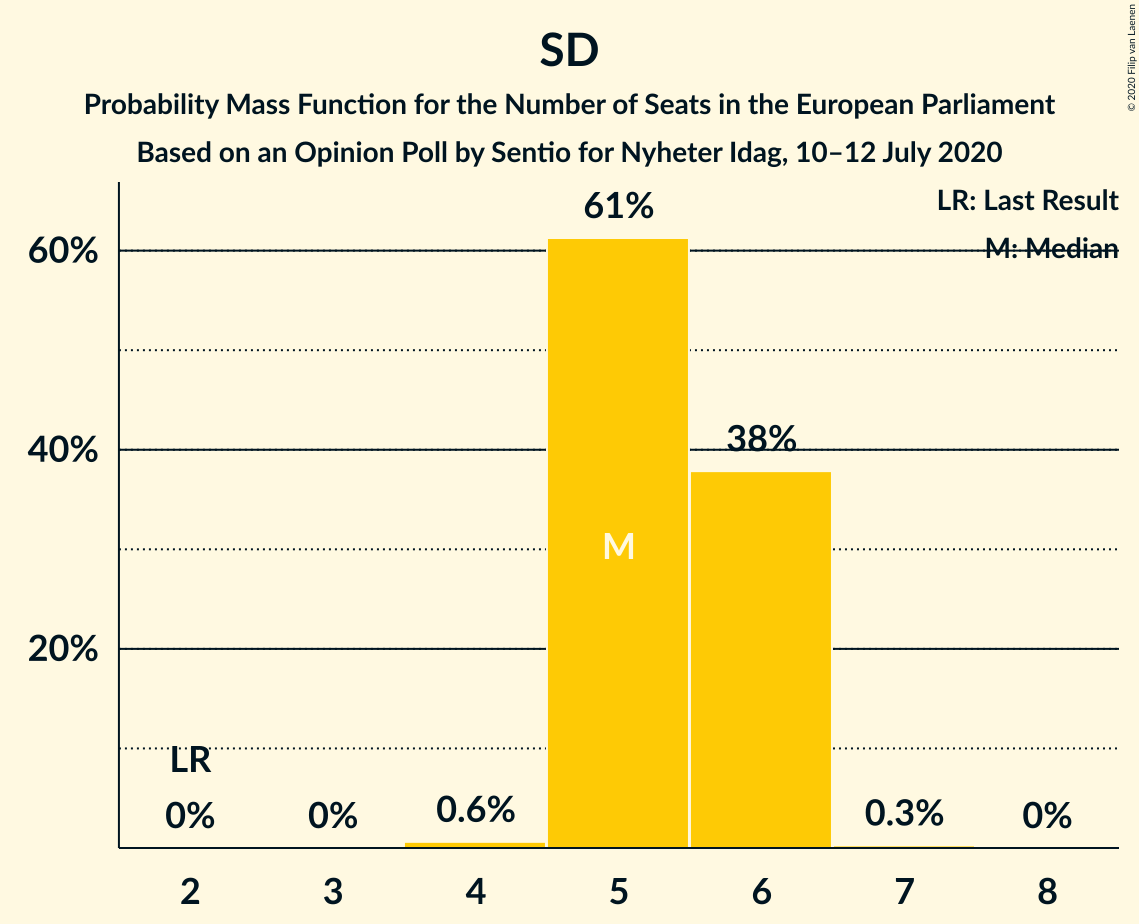 SD
Probability Mass Function for the Number of Seats in the European Parliament
Based on an Opinion Poll by Sentio for Nyheter Idag, 10–12 July 2020
© 2020 Filip van Laenen
LR: Last Result
M: Median
61%
60%
38%
40%
M
20%
LR
0%
0%
0.6%
0.3%
0%
2
3
4
5
6
7
8